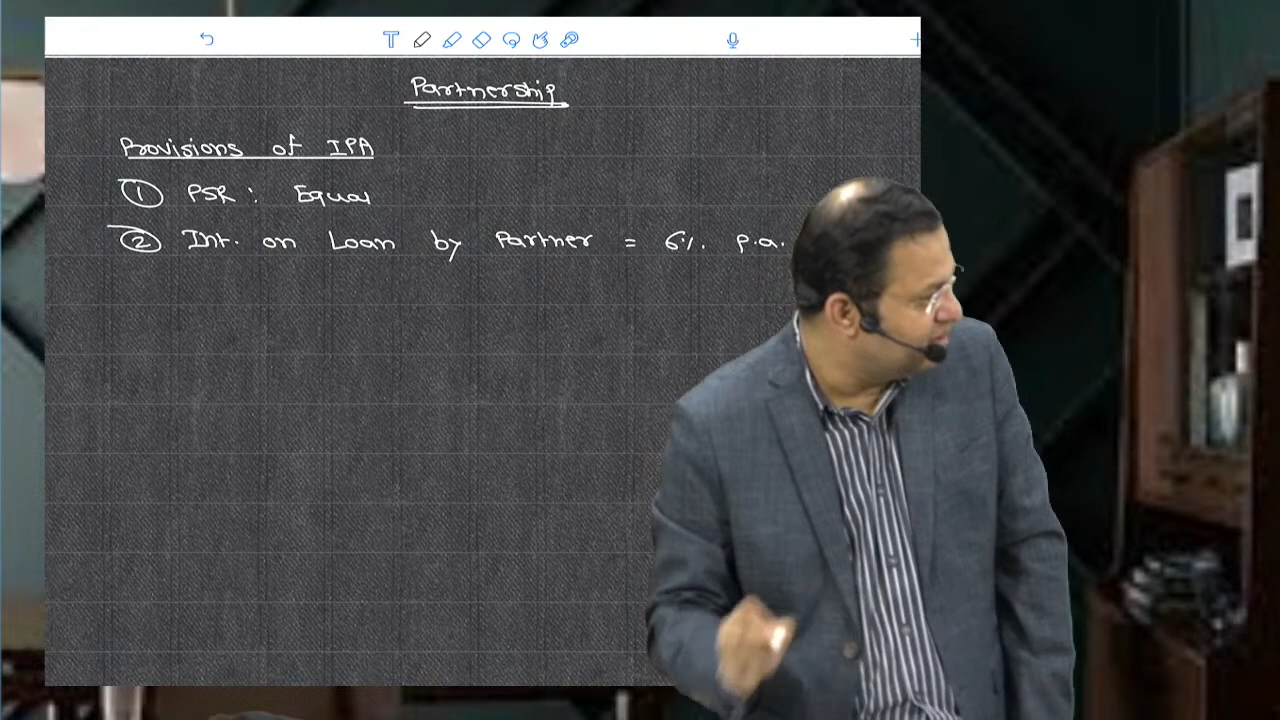 Partnership
Provisions of IPA
① PSR : Equal
② Int. on Loan by Partner = 6%. p.a.